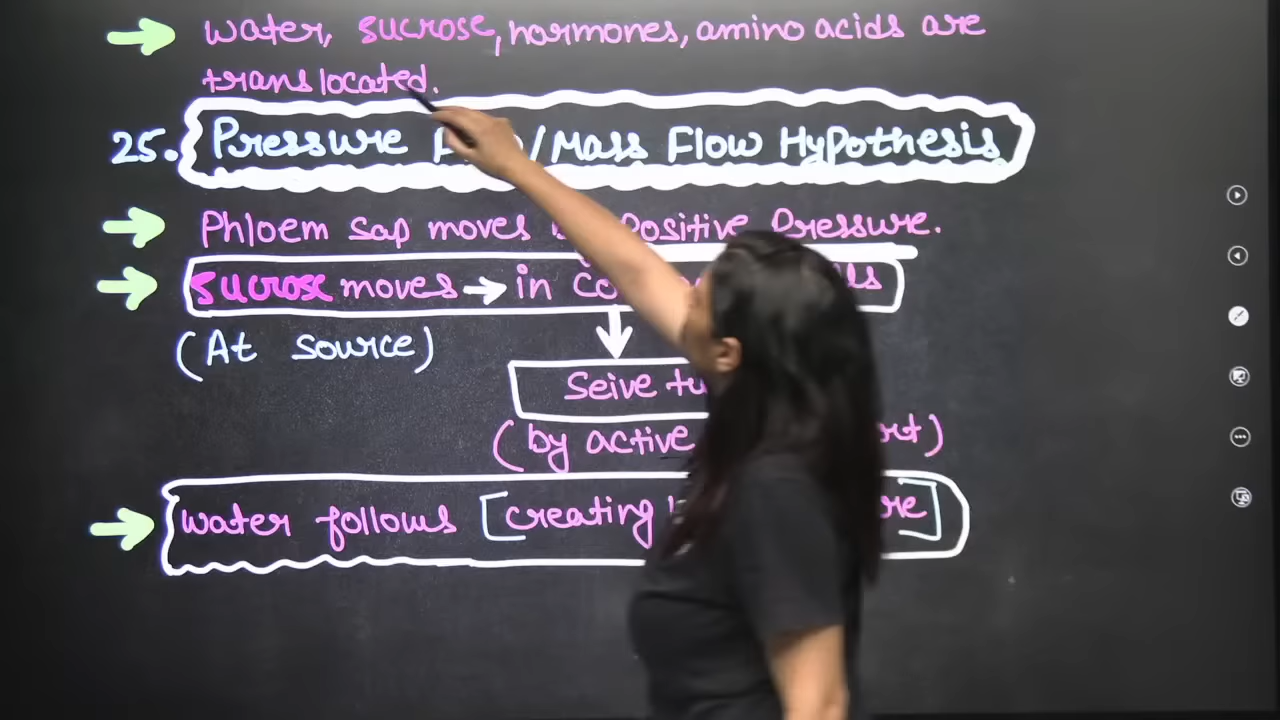 water, sucrose, hormones, amino acids are
translocated.
25. Pressure /Mass Flow Hypothesis
Phloem sap moves Positive Pressure.
sucrose moves → in
(At source)
Seive
(by active
water follows [creating